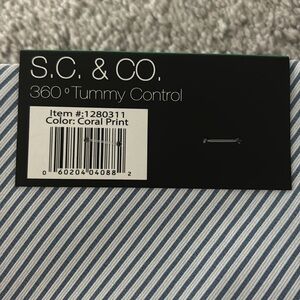 S.C. & CO.
360° Tummy Control
Item #:1280311
Color: Coral Print
0 60204 04088 2